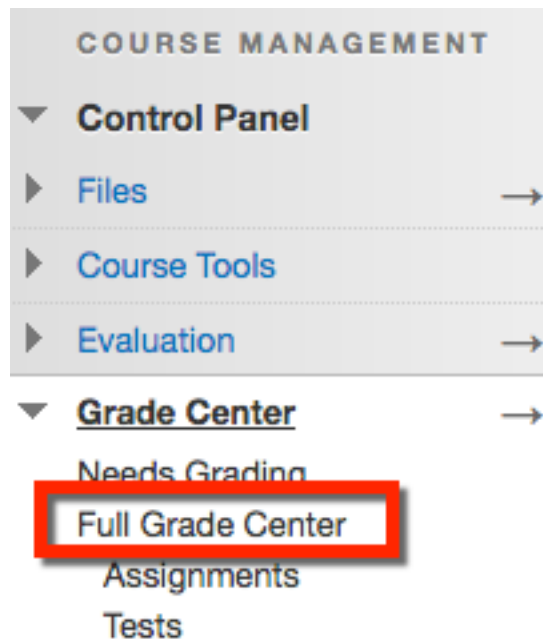 COURSE MANAGEMENT
Control Panel
Files
Course Tools
Evaluation
Grade Center
Needs Grading
Full Grade Center
Assignments
Tests